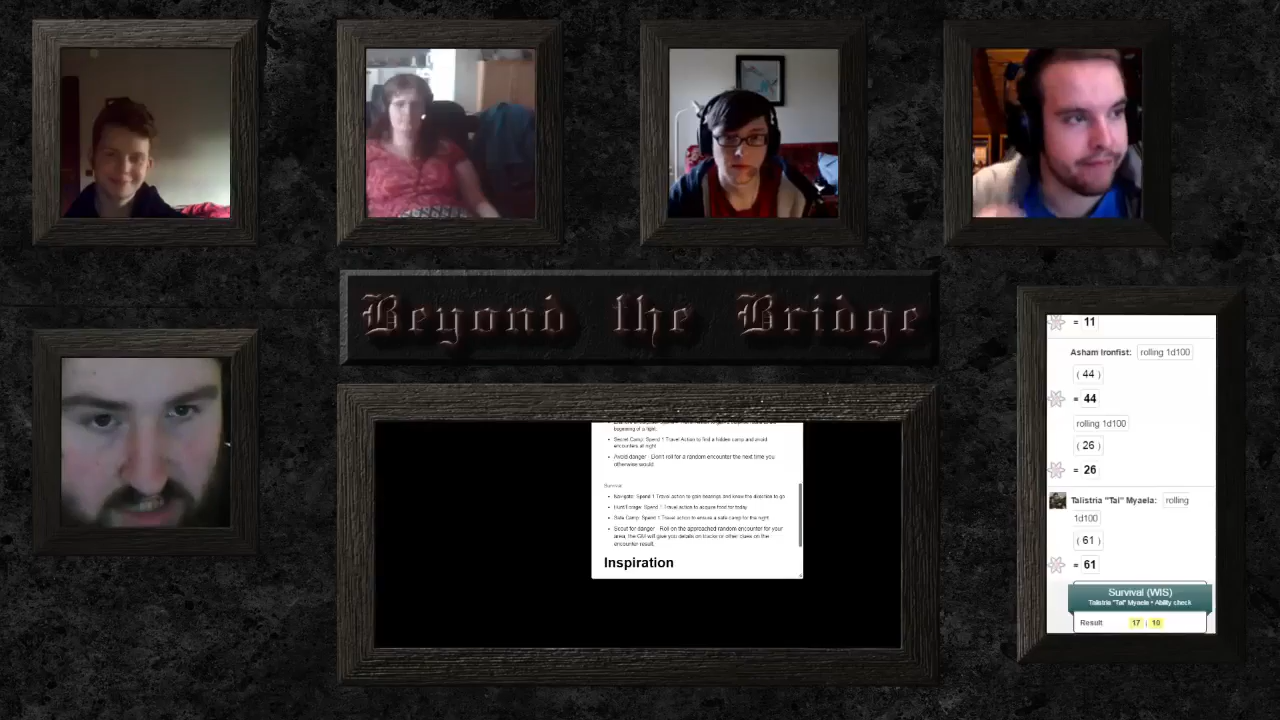 Beyond the Bridge
= 11
Asham Ironfist: rolling 1d100
( 44 )
= 44
rolling 1d100
( 26 )
= 26
Talistria "Tal" Myaela: rolling
1d100
( 61 )
= 61
Survival (WIS)
Talistria "Tal" Myaela • Ability check
Result 17 | 10
beginning of a fight.
• Secret Camp: Spend 1 Travel Action to find a hidden camp and avoid
encounters at night
• Avoid danger - Don't roll for a random encounter the next time you
otherwise would
Survival
• Navigate: Spend 1 Travel action to gain bearings and know the direction to go
• Hunt/Forage: Spend 1 Travel action to acquire food for today
• Safe Camp: Spend 1 Travel action to ensure a safe camp for the night
• Scout for danger - Roll on the approached random encounter for your
area, the GM will give you details on tracks or other clues on the
encounter result.
Inspiration